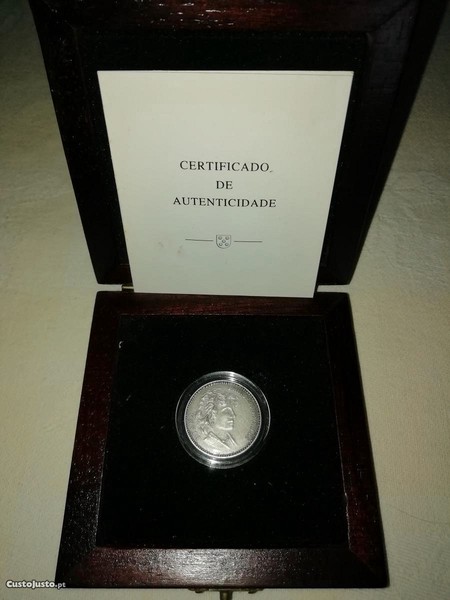 CERTIFICADO
DE
AUTENTICIDADE
CustoJusto.pt